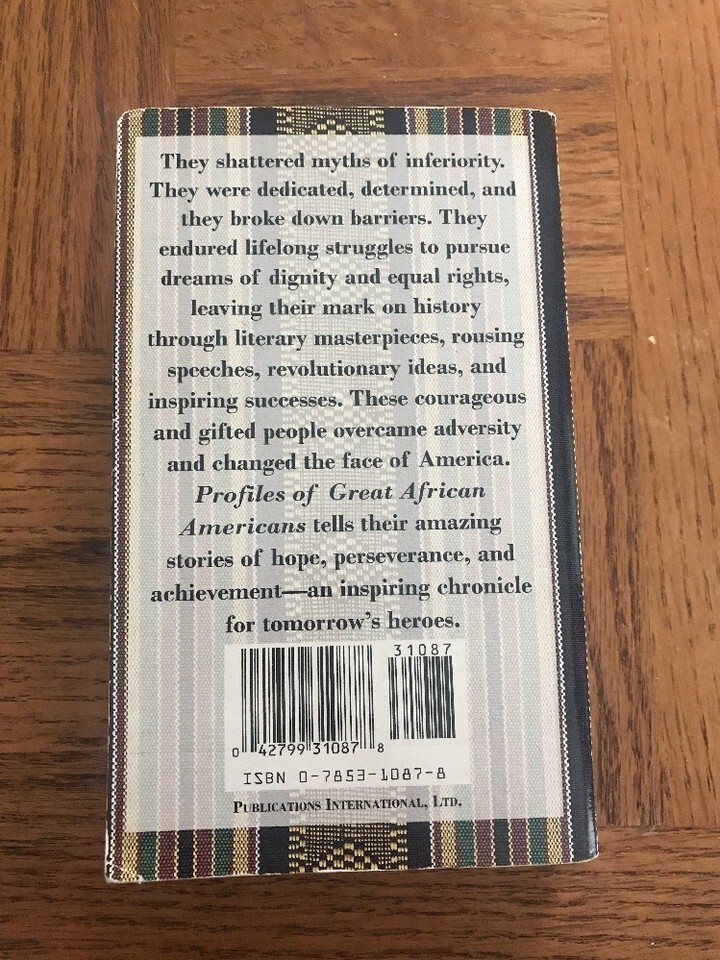 They shattered myths of inferiority.
They were dedicated, determined, and
they broke down barriers. They
endured lifelong struggles to pursue
dreams of dignity and equal rights,
leaving their mark on history
through literary masterpieces, rousing
speeches, revolutionary ideas, and
inspiring successes. These courageous
and gifted people overcame adversity
and changed the face of America.
Profiles of Great African
Americans tells their amazing
stories of hope, perseverance, and
achievement—an inspiring chronicle
for tomorrow's heroes.
31087
0 42799 31087 8
ISBN 0-7853-1087-8
PUBLICATIONS INTERNATIONAL, LTD.